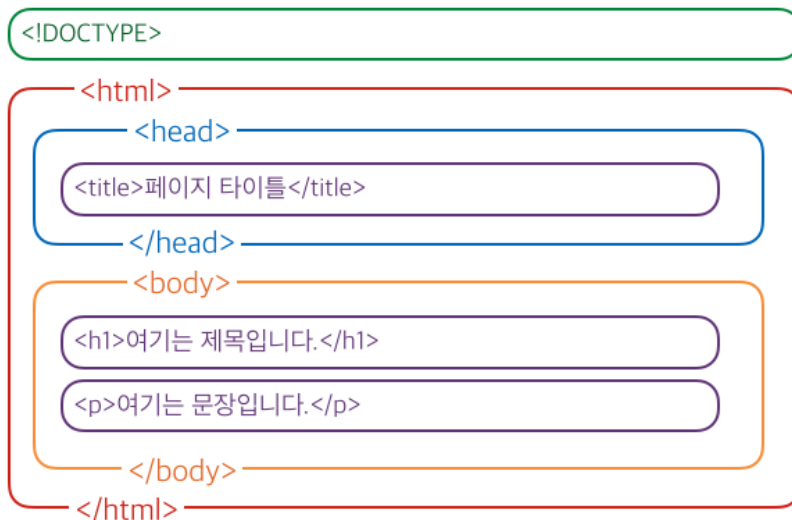 <!DOCTYPE>
<html>
<head>
<title>페이지 타이틀</title>
</head>
<body>
<h1>여기는 제목입니다.</h1>
<p>여기는 문장입니다.</p>
</body>
</html>